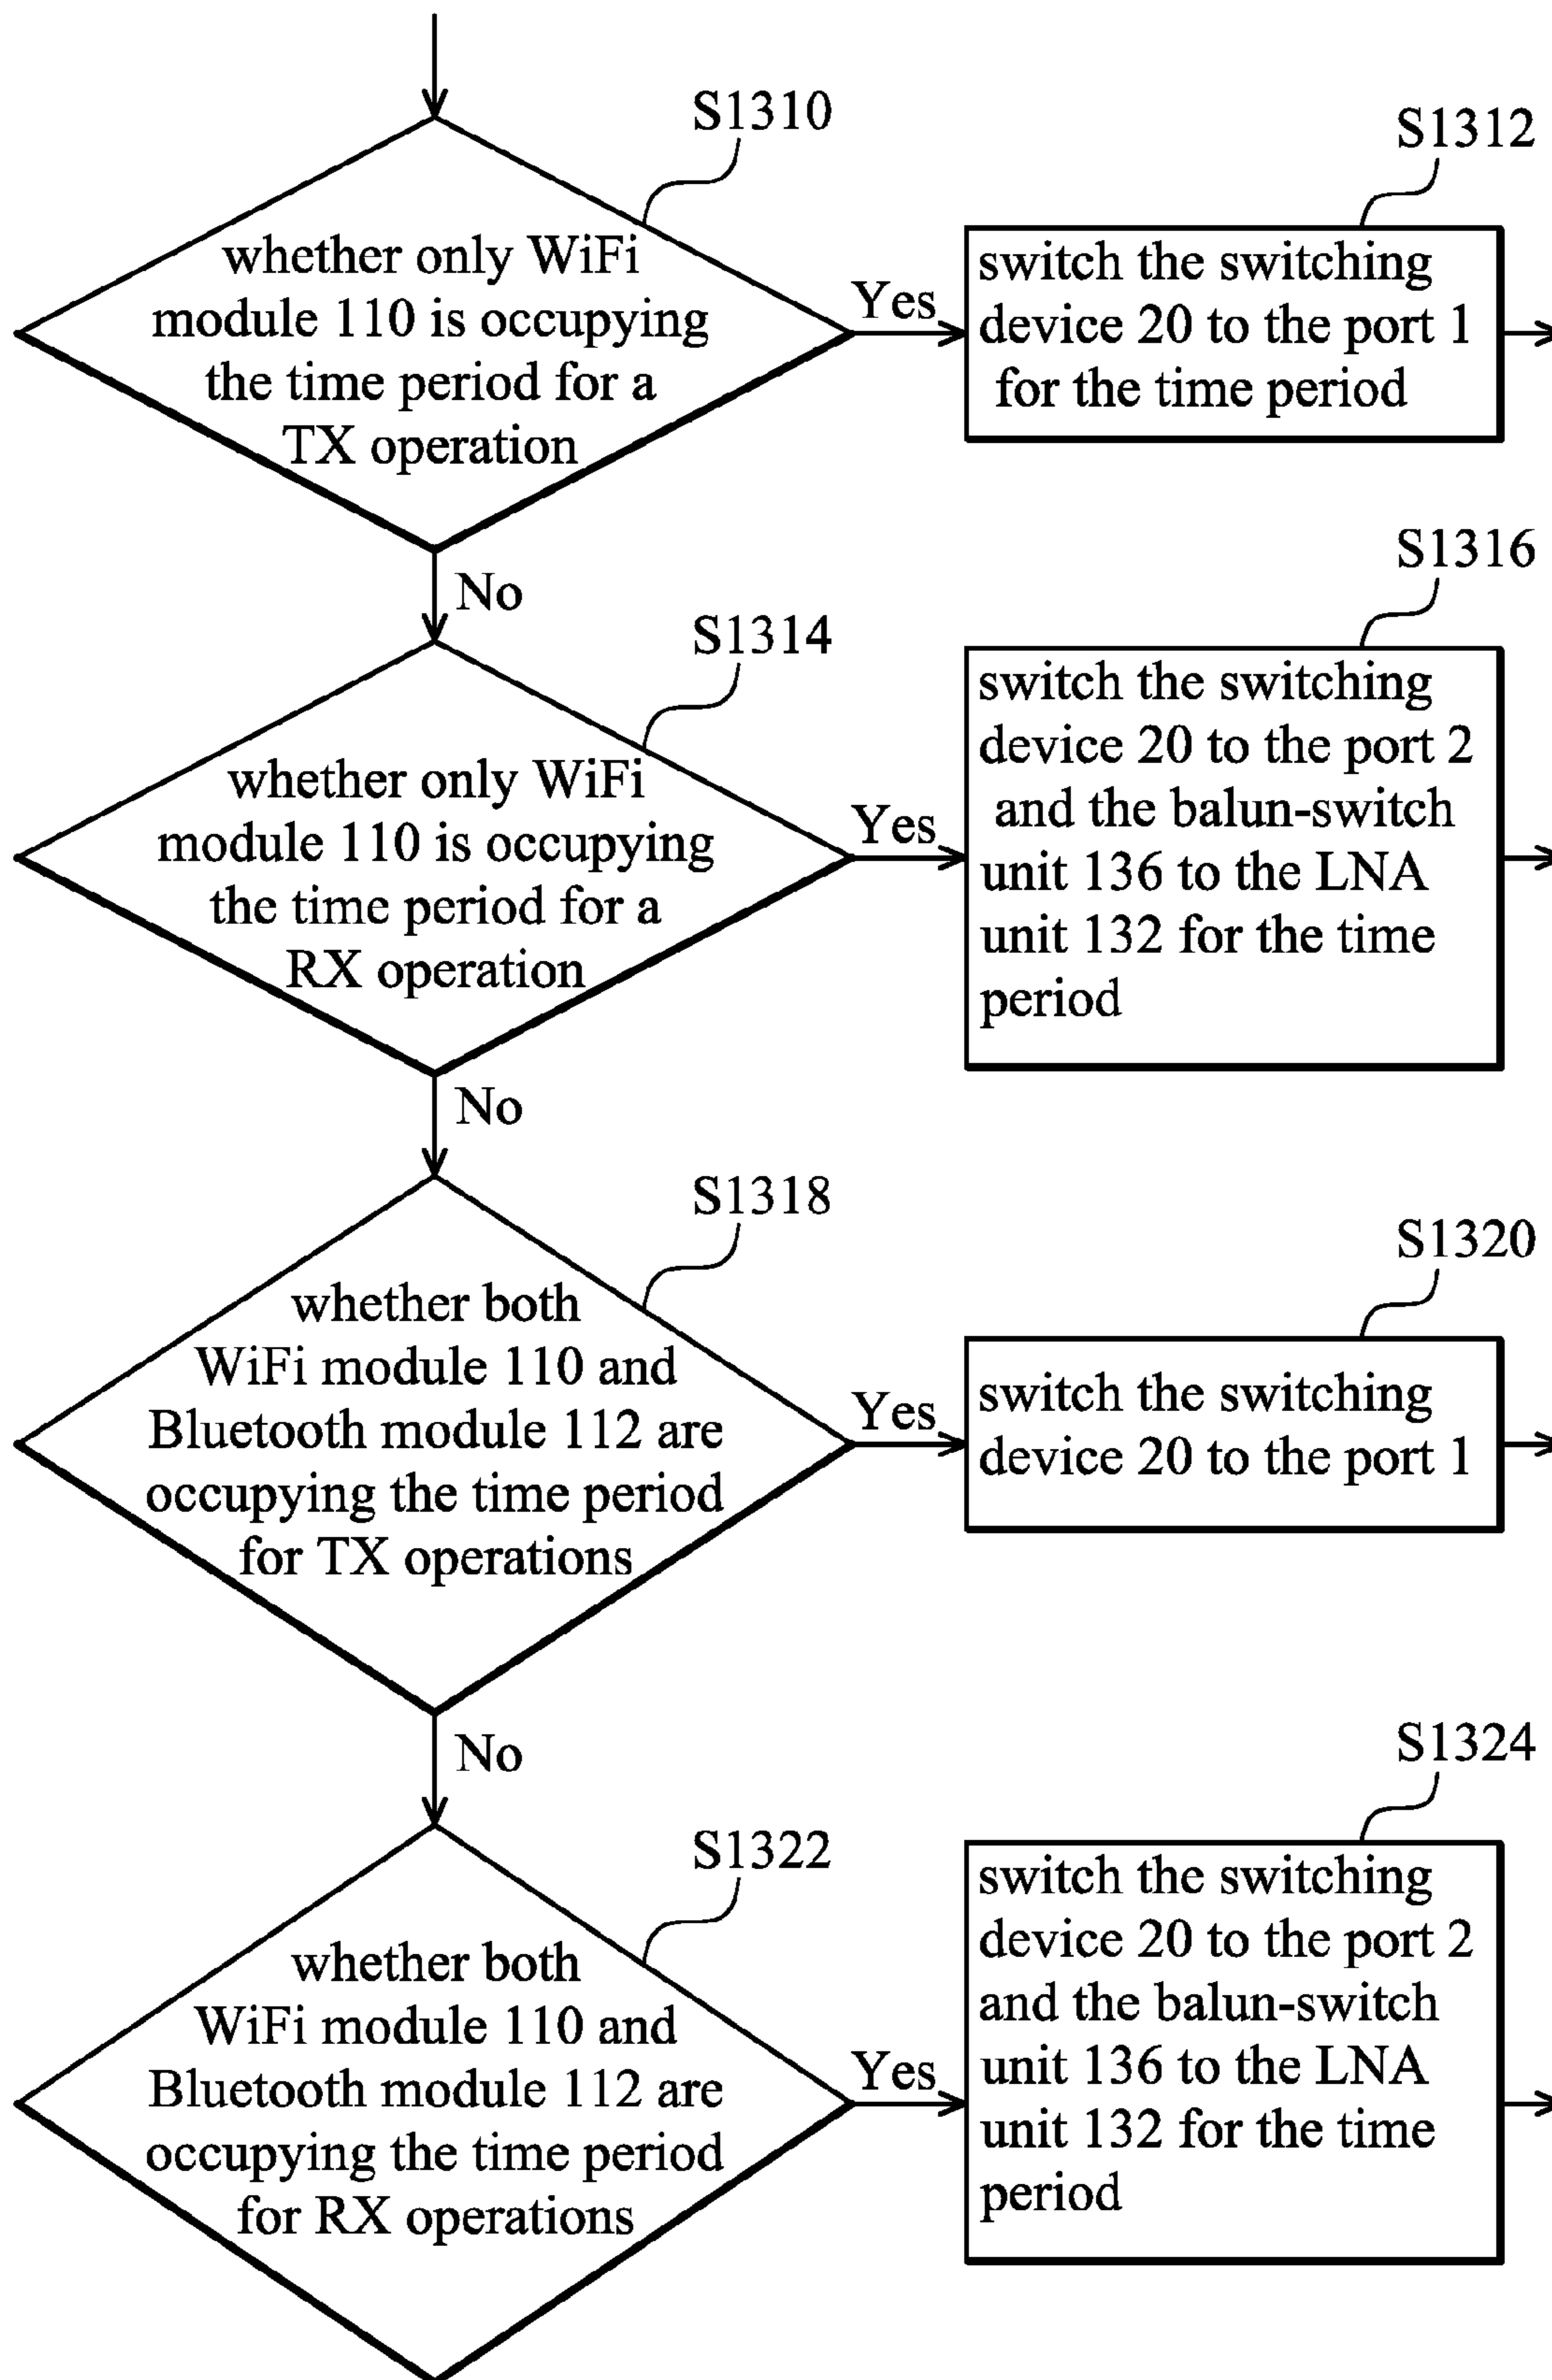 S1310
whether only WiFi
module 110 is occupying
the time period for a
TX operation
Yes
S1312
switch the switching
device 20 to the port 1
for the time period
No
S1314
whether only WiFi
module 110 is occupying
the time period for a
RX operation
Yes
S1316
switch the switching
device 20 to the port 2
and the balun-switch
unit 136 to the LNA
unit 132 for the time
period
No
S1318
whether both
WiFi module 110 and
Bluetooth module 112 are
occupying the time period
for TX operations
Yes
S1320
switch the switching
device 20 to the port 1
No
S1322
whether both
WiFi module 110 and
Bluetooth module 112 are
occupying the time period
for RX operations
Yes
S1324
switch the switching
device 20 to the port 2
and the balun-switch
unit 136 to the LNA
unit 132 for the time
period